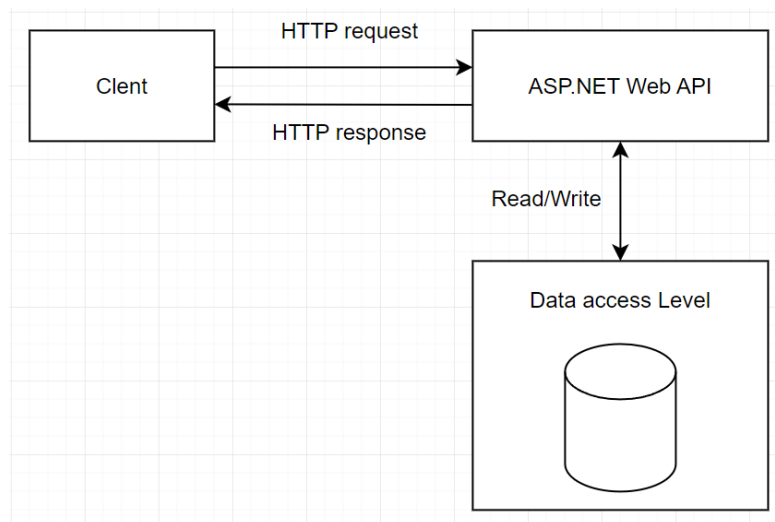 HTTP request
Clent
ASP.NET Web API
HTTP response
Read/Write
Data access Level